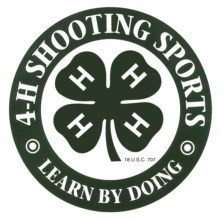 4-H SHOOTING SPORTS
H H
H H
18 U.S.C. 707
LEARN BY DOING